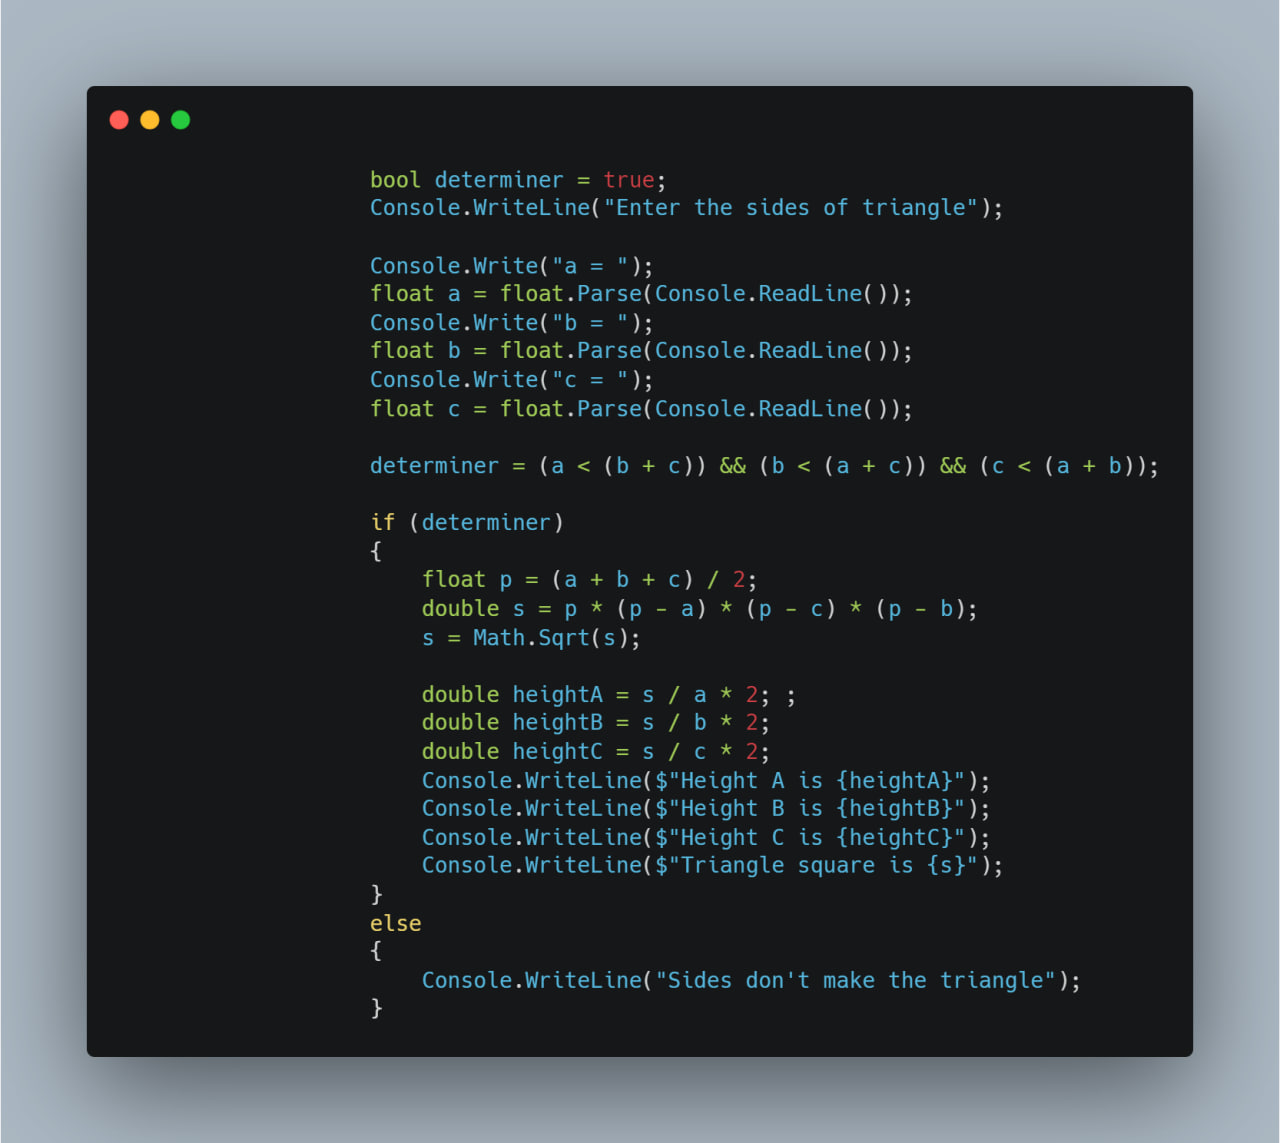 bool determiner = true;
Console.WriteLine("Enter the sides of triangle");
Console.Write("a = ");
float a = float.Parse(Console.ReadLine());
Console.Write("b = ");
float b = float.Parse(Console.ReadLine());
Console.Write("c = ");
float c = float.Parse(Console.ReadLine());
determiner = (a < (b + c)) && (b < (a + c)) && (c < (a + b));
if (determiner)
{
float p = (a + b + c) / 2;
double s = p * (p - a) * (p - c) * (p - b);
s = Math.Sqrt(s);
double heightA = s / a * 2; ;
double heightB = s / b * 2;
double heightC = s / c * 2;
Console.WriteLine($"Height A is {heightA}");
Console.WriteLine($"Height B is {heightB}");
Console.WriteLine($"Height C is {heightC}");
Console.WriteLine($"Triangle square is {s}");
}
else
{
Console.WriteLine("Sides don't make the triangle");
}